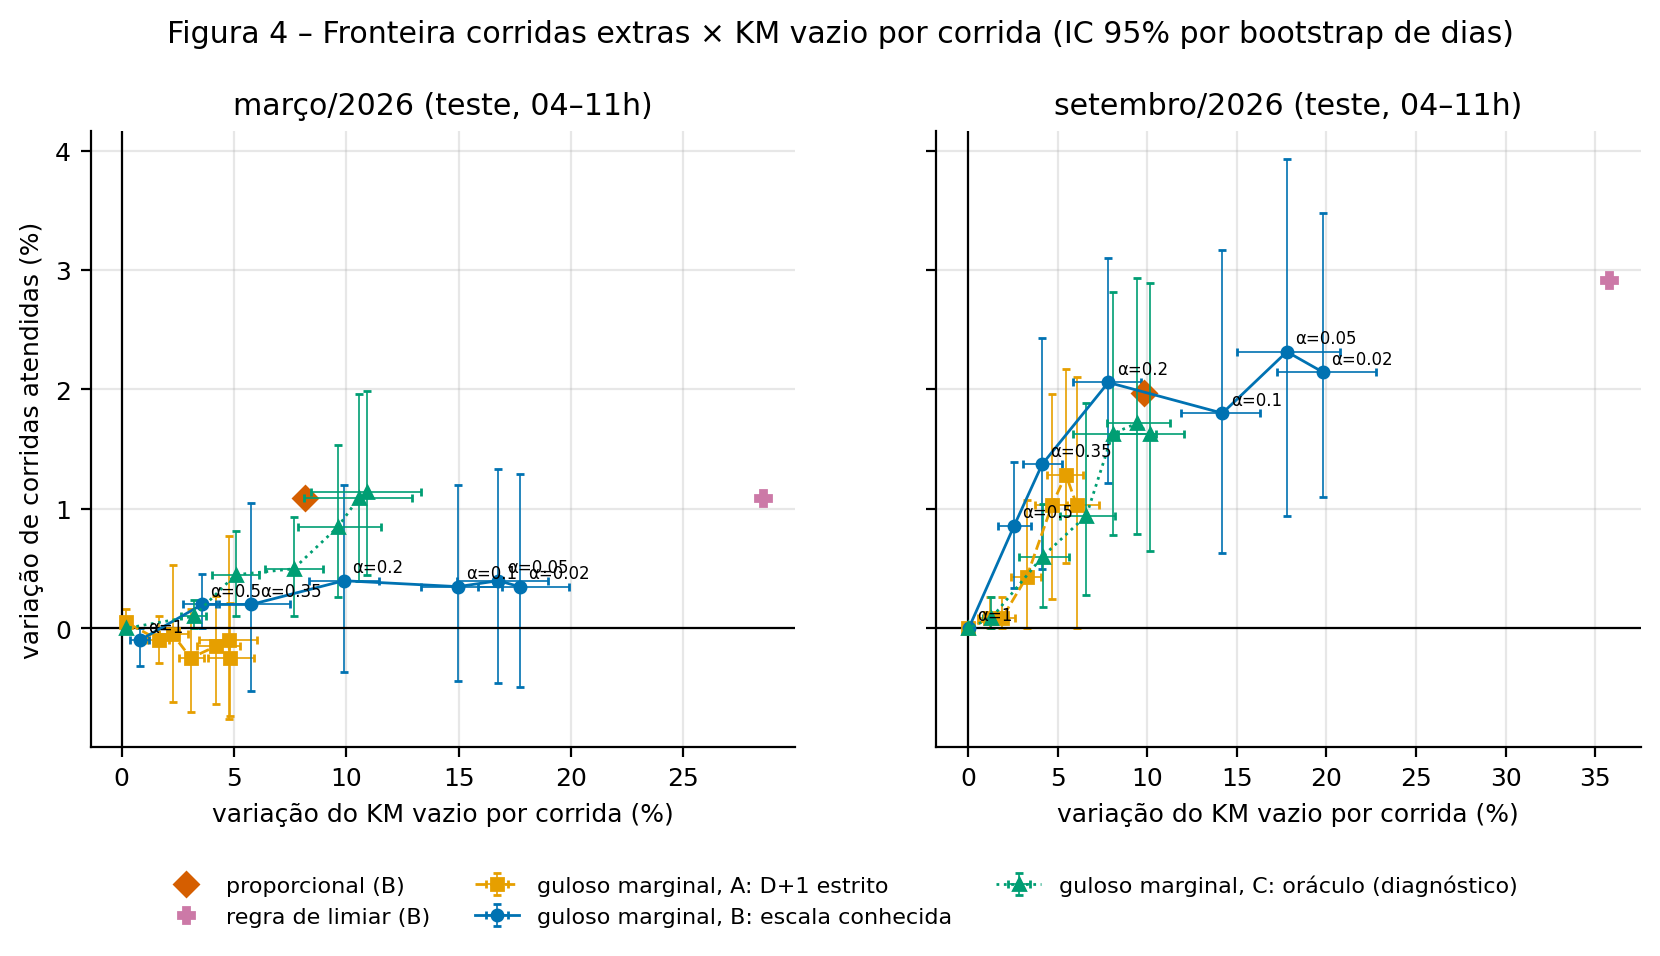 Figura 4 – Fronteira corridas extras × KM vazio por corrida (IC 95% por bootstrap de dias)
março/2026 (teste, 04–11h)
setembro/2026 (teste, 04–11h)
variação de corridas atendidas (%)
4
3
2
1
0
α=1
α=0.5
α=0.35
α=0.2
α=0.1
α=0.05
α=0.02
α=1
α=0.5
α=0.35
α=0.2
α=0.1
α=0.05
α=0.02
0 5 10 15 20 25
0 5 10 15 20 25 30 35
variação do KM vazio por corrida (%)
variação do KM vazio por corrida (%)
proporcional (B)
regra de limiar (B)
guloso marginal, A: D+1 estrito
guloso marginal, B: escala conhecida
guloso marginal, C: oráculo (diagnóstico)